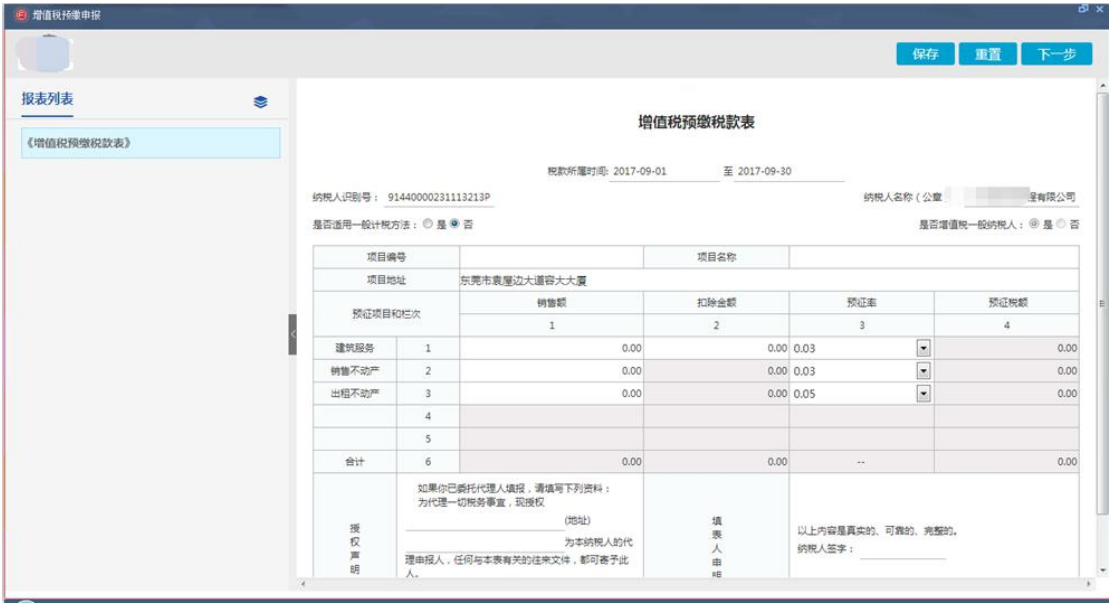 增值税预缴申报
保存 重置 下一步
报表列表
《增值税预缴税款表》
增值税预缴税款表
税款所属时间: 2017-09-01 至 2017-09-30
纳税人识别号： 91440000231113213P 纳税人名称（公章 程有限公司
是否适用一般计税方法： 是 否 是否增值税一般纳税人： 是 否
项目编号 项目名称
项目地址 东莞市袁屋边大道容大大厦
预征项目和栏次 销售额 扣除金额 预征率 预征税额
1 2 3 4
建筑服务 1 0.00 0.00 0.03 0.00
销售不动产 2 0.00 0.00 0.03 0.00
出租不动产 3 0.00 0.00 0.05 0.00
4
5
合计 6 0.00 0.00 -- 0.00
授权声明
如果你已委托代理人填报，请填写下列资料：
为代理一切税务事宜，现授权
(地址)
为本纳税人的代
理申报人，任何与本表有关的往来文件，都可寄予此
人。
填表人申明
以上内容是真实的、可靠的、完整的。
纳税人签字：